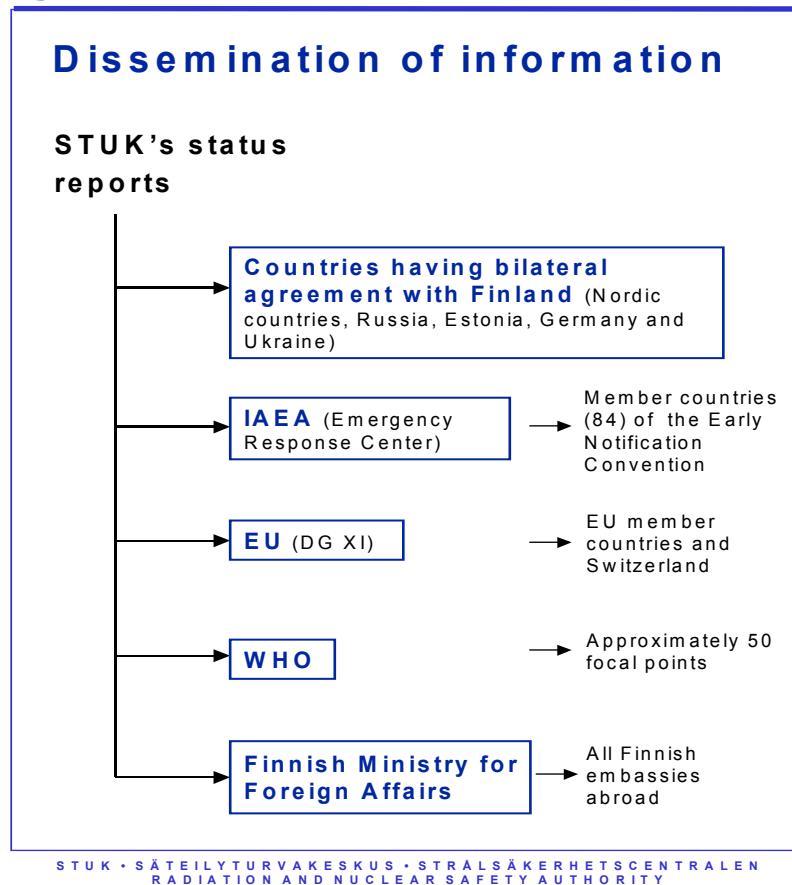 Dissemination of information
STUK’s status
reports
Countries having bilateral
agreement with Finland (Nordic
countries, Russia, Estonia, Germany and
Ukraine)
IAEA (Emergency
Response Center)
Member countries
(84) of the Early
Notification
Convention
EU (DG XI)
EU member
countries and
Switzerland
WHO
Approximately 50
focal points
Finnish Ministry for
Foreign Affairs
All Finnish
embassies
abroad
STUK • SÄTEILYTURVAKESKUS • STRÅLSÄKERHETSCENTRALEN
RADIATION AND NUCLEAR SAFETY AUTHORITY